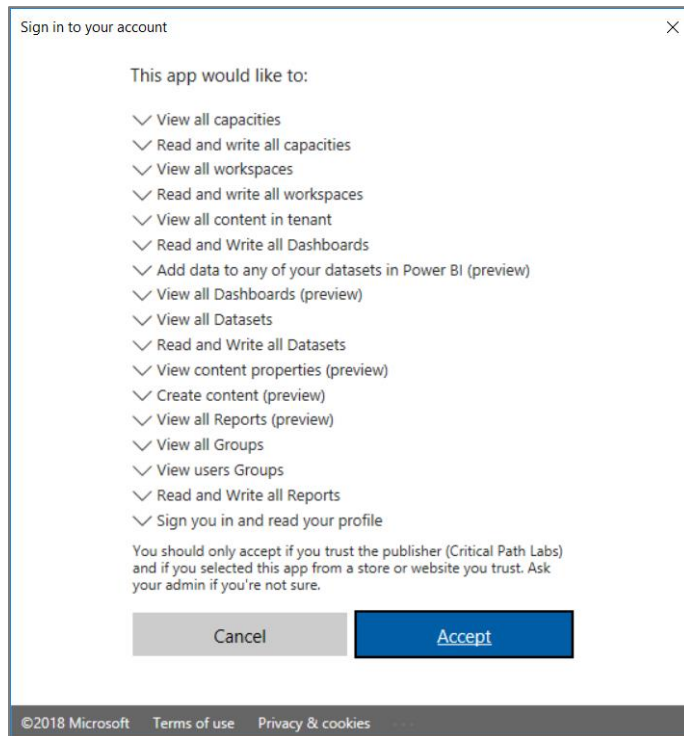 Sign in to your account
This app would like to:
View all capacities
Read and write all capacities
View all workspaces
Read and write all workspaces
View all content in tenant
Read and Write all Dashboards
Add data to any of your datasets in Power BI (preview)
View all Dashboards (preview)
View all Datasets
Read and Write all Datasets
View content properties (preview)
Create content (preview)
View all Reports (preview)
View all Groups
View users Groups
Read and Write all Reports
Sign you in and read your profile
You should only accept if you trust the publisher (Critical Path Labs)
and if you selected this app from a store or website you trust. Ask
your admin if you're not sure.
Cancel Accept
©2018 Microsoft Terms of use Privacy & cookies ...